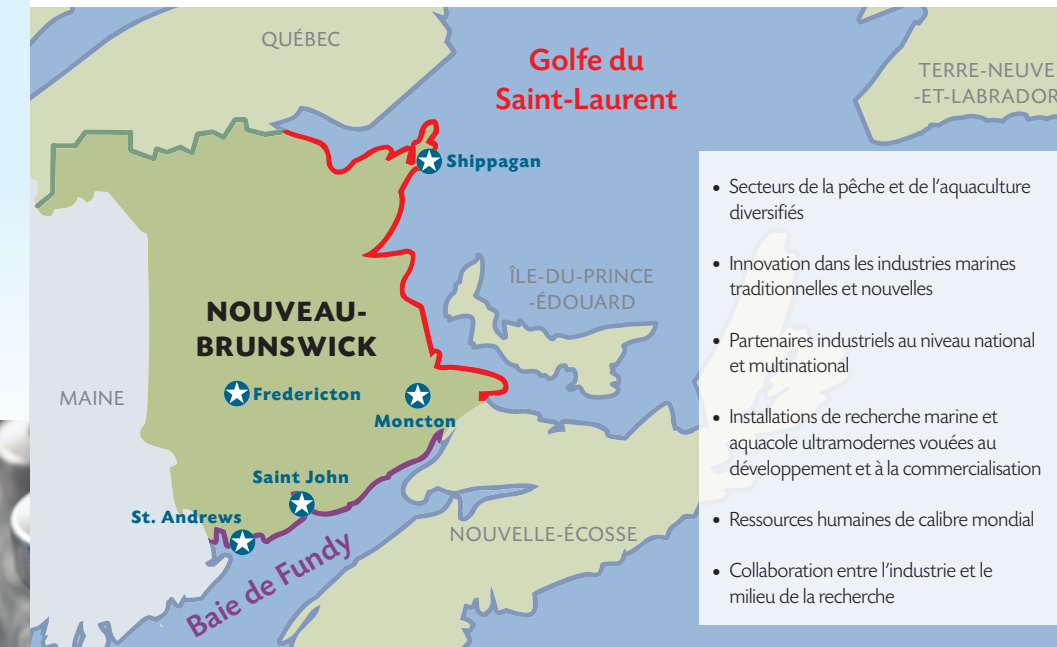 QUÉBEC
Golfe du
Saint-Laurent
TERRE-NEUVE
-ET-LABRADOR
Shippagan
ÎLE-DU-PRINCE
-ÉDOUARD
NOUVEAU-
BRUNSWICK
MAINE
Fredericton
Moncton
Saint John
St. Andrews
NOUVELLE-ÉCOSSE
Baie de Fundy
• Secteurs de la pêche et de l'aquaculture
diversifiés
• Innovation dans les industries marines
traditionnelles et nouvelles
• Partenaires industriels au niveau national
et multinational
• Installations de recherche marine et
aquacole ultramodernes vouées au
développement et à la commercialisation
• Ressources humaines de calibre mondial
• Collaboration entre l'industrie et le
milieu de la recherche